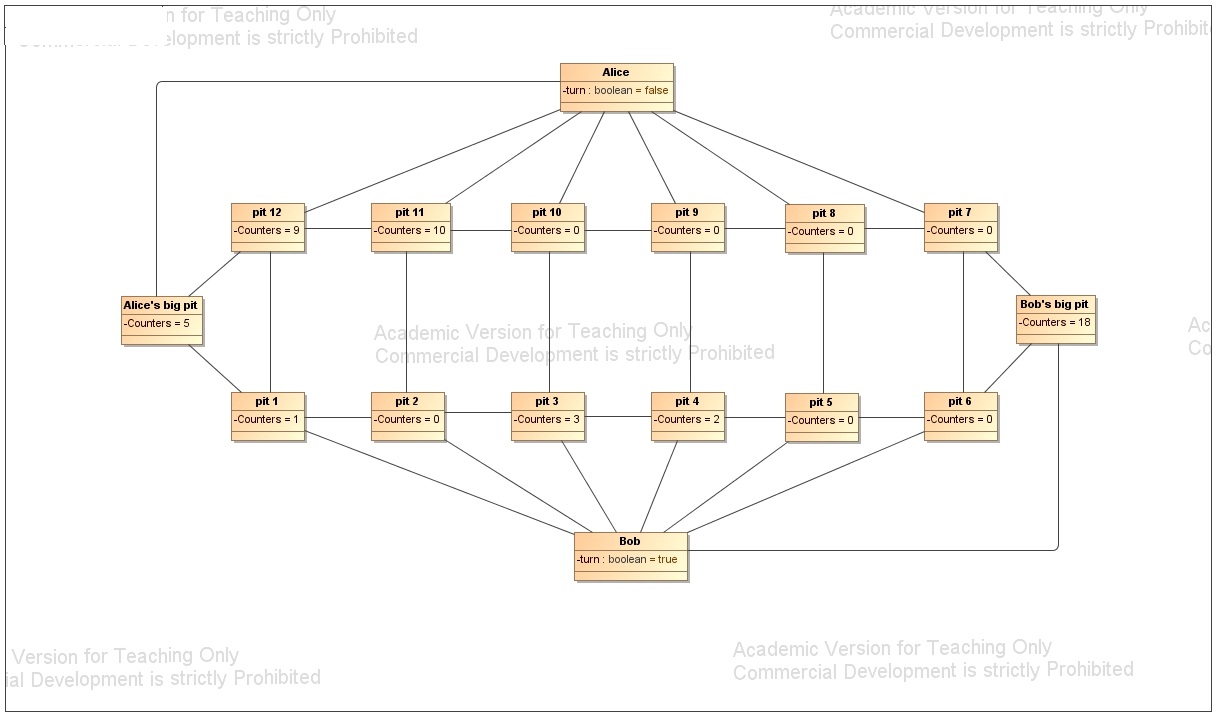 n for Teaching Only
Academic Version for Teaching Only
Commercial Development is strictly Prohibited
Commercial Development is strictly Prohibit
Alice
-turn : boolean = false
pit 12
-Counters = 9
pit 11
-Counters = 10
pit 10
-Counters = 0
pit 9
-Counters = 0
pit 8
-Counters = 0
pit 7
-Counters = 0
Alice's big pit
-Counters = 5
Bob's big pit
-Counters = 18
Academic Version for Teaching Only
Commercial Development is strictly Prohibited
Ac
Co
pit 1
-Counters = 1
pit 2
-Counters = 0
pit 3
-Counters = 3
pit 4
-Counters = 2
pit 5
-Counters = 0
pit 6
-Counters = 0
Bob
-turn : boolean = true
Version for Teaching Only
ial Development is strictly Prohibited
Academic Version for Teaching Only
Commercial Development is strictly Prohibited